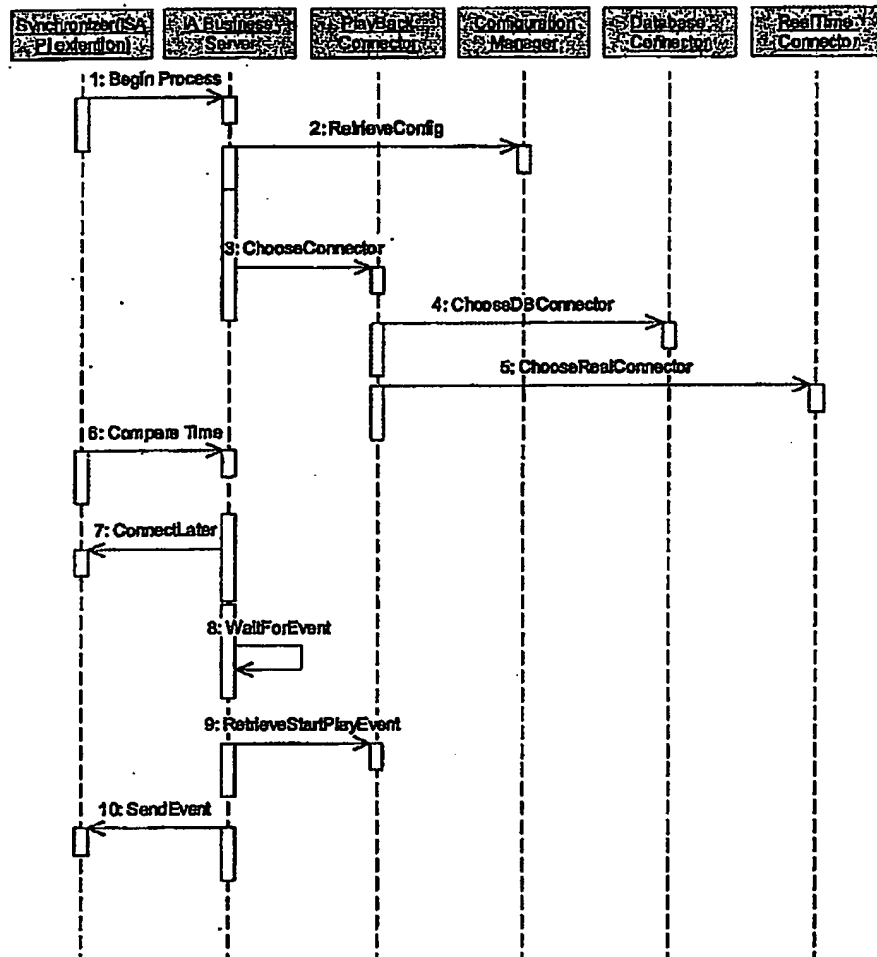 Synchronizer(ISA
PI extention)
IA Business
Server
PlayBack
Connector
Configuration
Manager
Database
Connector
RealTime
Connector
1: Begin Process
2: RetrieveConfig
3: ChooseConnector
4: ChooseDBConnector
5: ChooseRealConnector
6: Compare Time
7: ConnectLater
8: WaitForEvent
9: RetrieveStartPlayEvent
10: SendEvent